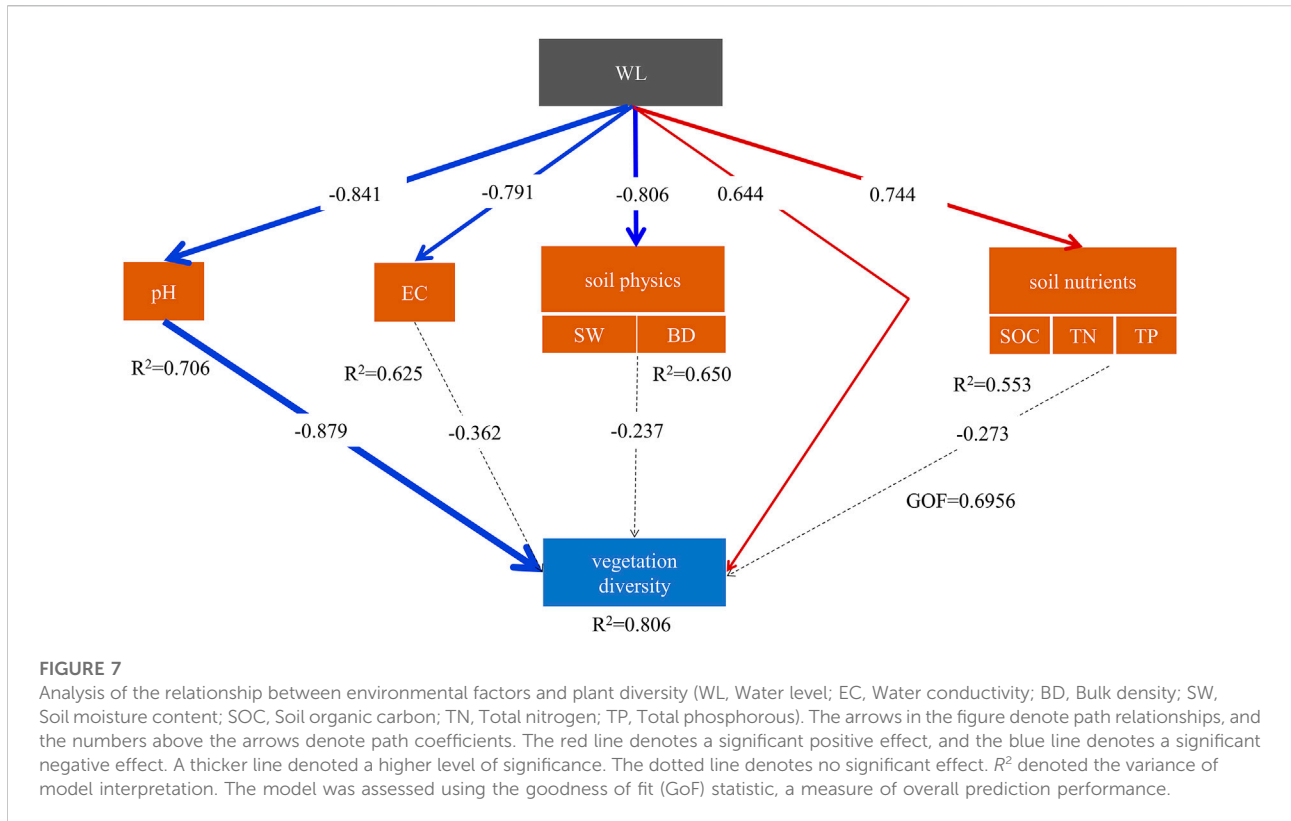 WL
-0.841
-0.791
-0.806
0.644
0.744
pH
EC
soil physics
SW
BD
soil nutrients
SOC
TN
TP
R²=0.706
R²=0.625
R²=0.650
R²=0.553
-0.879
-0.362
-0.237
-0.273
GOF=0.6956
vegetation
diversity
R²=0.806
FIGURE 7
Analysis of the relationship between environmental factors and plant diversity (WL, Water level; EC, Water conductivity; BD, Bulk density; SW,
Soil moisture content; SOC, Soil organic carbon; TN, Total nitrogen; TP, Total phosphorous). The arrows in the figure denote path relationships, and
the numbers above the arrows denote path coefficients. The red line denotes a significant positive effect, and the blue line denotes a significant
negative effect. A thicker line denoted a higher level of significance. The dotted line denotes no significant effect. R² denoted the variance of
model interpretation. The model was assessed using the goodness of fit (GoF) statistic, a measure of overall prediction performance.